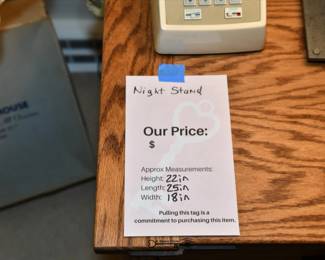 HOUSE
Night Stand
Our Price:
$
Approx Measurements:
Height: 22in
Length: 25in
Width: 18in
Pulling this tag is a
commitment to purchasing this item.